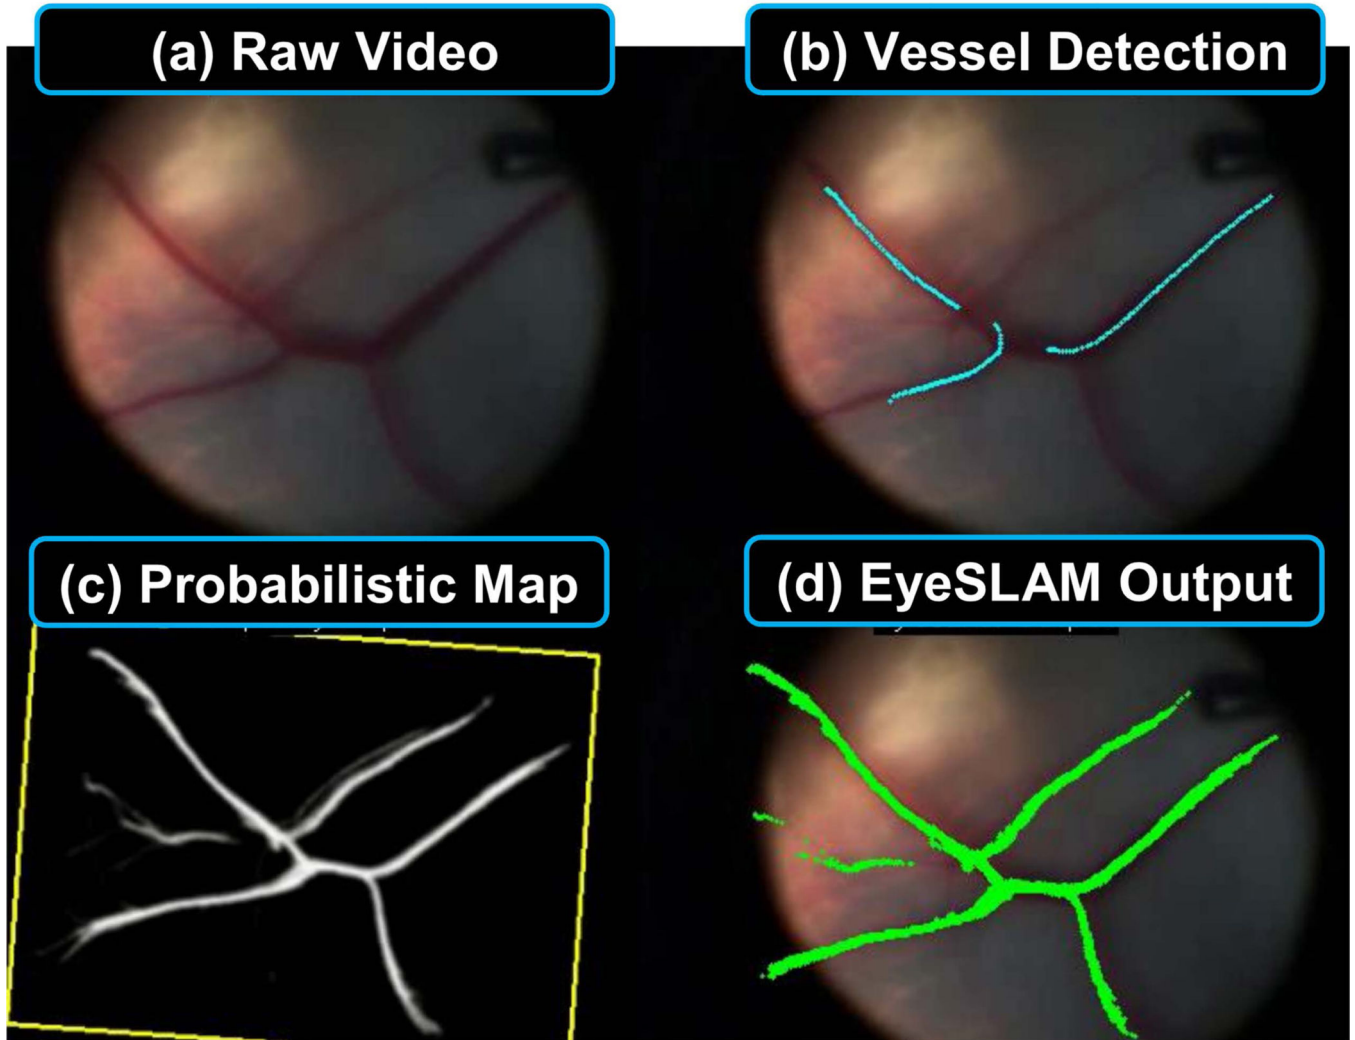 (a) Raw Video
(b) Vessel Detection
(c) Probabilistic Map
(d) EyeSLAM Output